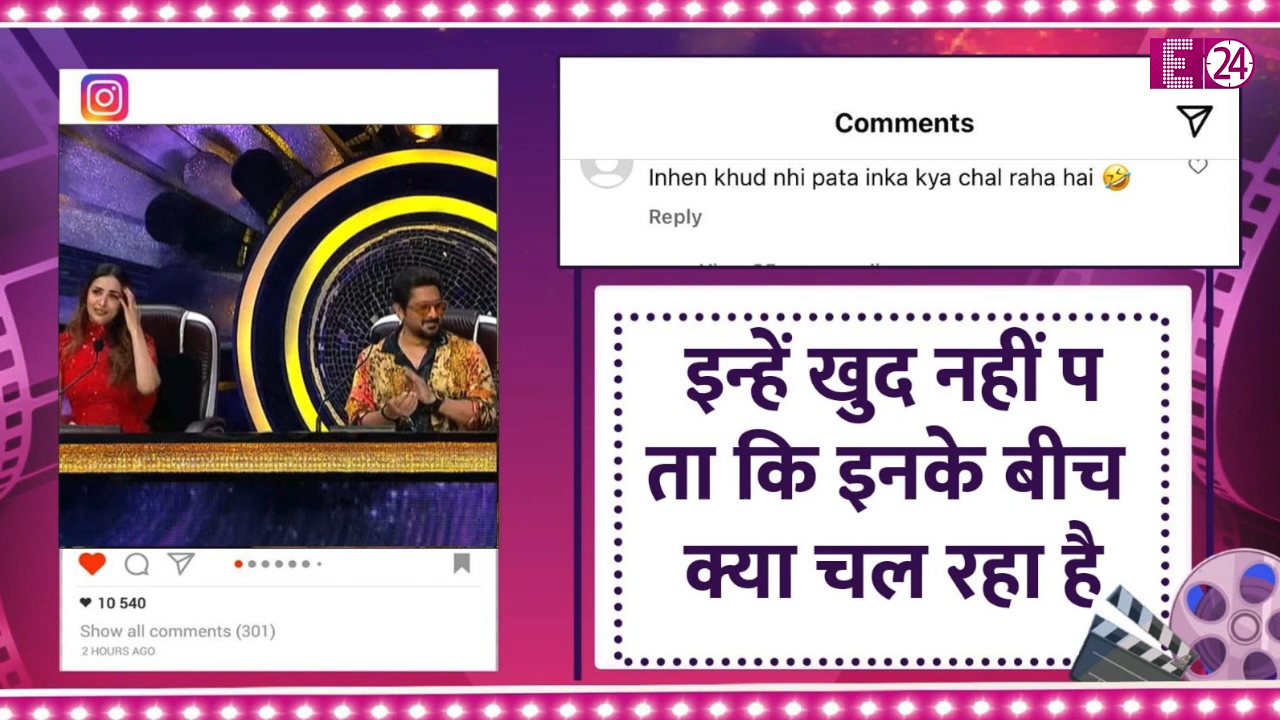 E 24
Comments
Inhen khud nhi pata inka kya chal raha hai 🤣
Reply
इन्हें खुद नहीं प
ता कि इनके बीच
क्या चल रहा है
10 540
Show all comments (301)
2 HOURS AGO